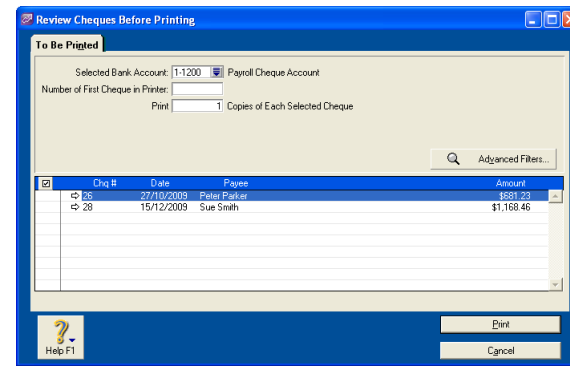 Review Cheques Before Printing
To Be Printed
Selected Bank Account: 1-1200 Payroll Cheque Account
Number of First Cheque in Printer:
Print 1 Copies of Each Selected Cheque
Advanced Filters...
Chq # Date Payee Amount
26 27/10/2009 Peter Parker $681.23
28 15/12/2009 Sue Smith $1,168.46
Print
Help F1
Cancel